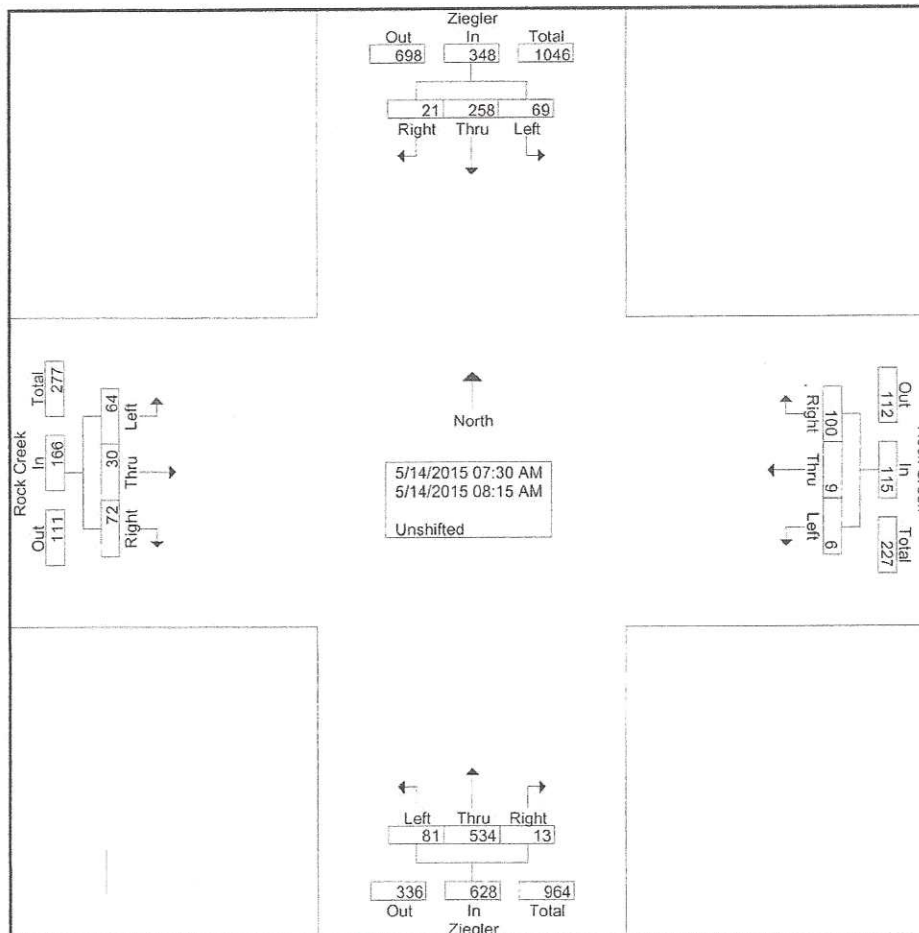 Ziegler
Out In Total
698 348 1046
21 258 69
Right Thru Left
Rock Creek
Out In Total
111 166 277
72 30 64
Right Thru Left
North
5/14/2015 07:30 AM
5/14/2015 08:15 AM
Unshifted
Right Thru Left
100 9 6
Out In Total
112 115 227
Left Thru Right
81 534 13
336 628 964
Out In Total
Ziegler